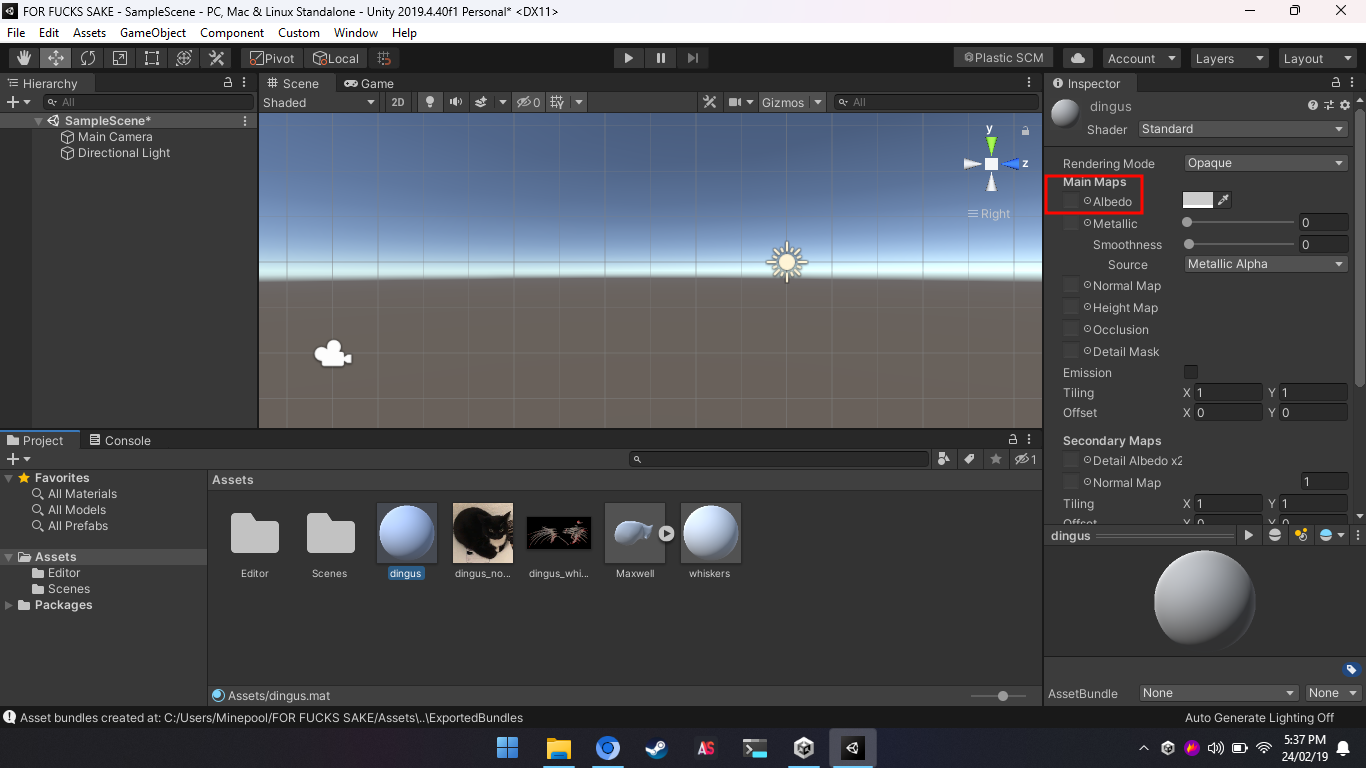 FOR FUCKS SAKE - SampleScene - PC, Mac & Linux Standalone - Unity 2019.4.40f1 Personal* <DX11>
File Edit Assets GameObject Component Custom Window Help
Pivot Local Plastic SCM Account Layers Layout
Hierarchy
All
SampleScene*
Main Camera
Directional Light
Scene Game
Shaded 2D 0 Gizmos All
y
z
Right
Inspector
dingus
Shader Standard
Rendering Mode Opaque
Main Maps
Albedo
Metallic 0
Smoothness 0
Source Metallic Alpha
Normal Map
Height Map
Occlusion
Detail Mask
Emission
Tiling X 1 Y 1
Offset X 0 Y 0
Secondary Maps
Detail Albedo x2
Normal Map 1
Tiling X 1 Y 1
Offset X 0 Y 0
dingus
AssetBundle None None
Project Console
1
Favorites
All Materials
All Models
All Prefabs
Assets
Editor
Scenes
Packages
Assets
Editor Scenes dingus dingus_no... dingus_whi... Maxwell whiskers
Assets/dingus.mat
Asset bundles created at: C:/Users/Minepool/FOR FUCKS SAKE/Assets\..\ExportedBundles
Auto Generate Lighting Off
AS
5:37 PM
24/02/19